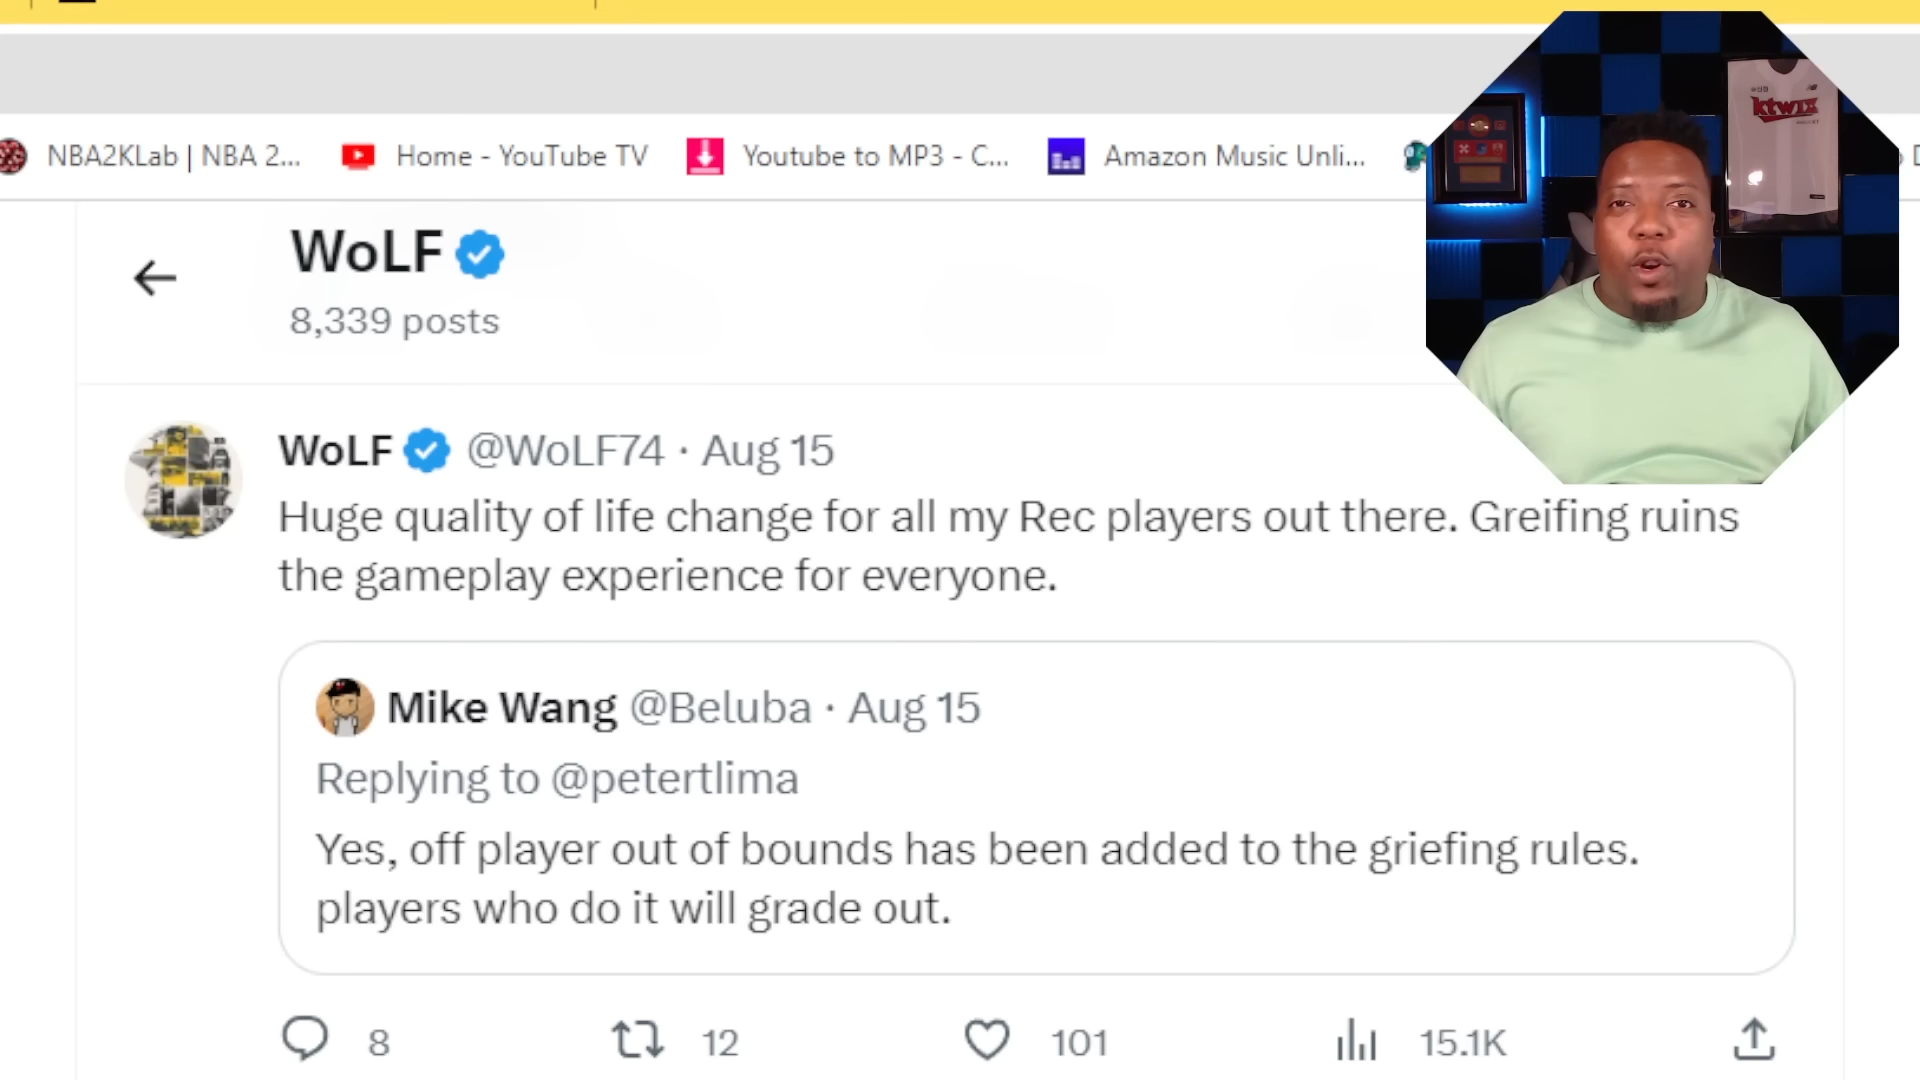 NBA2KLab | NBA 2...
Home - YouTube TV
Youtube to MP3 - C...
Amazon Music Unli...
ktwiz
WoLF
8,339 posts
WoLF @WoLF74 · Aug 15
Huge quality of life change for all my Rec players out there. Greifing ruins
the gameplay experience for everyone.
Mike Wang @Beluba · Aug 15
Replying to @petertlima
Yes, off player out of bounds has been added to the griefing rules.
players who do it will grade out.
8
12
101
15.1K